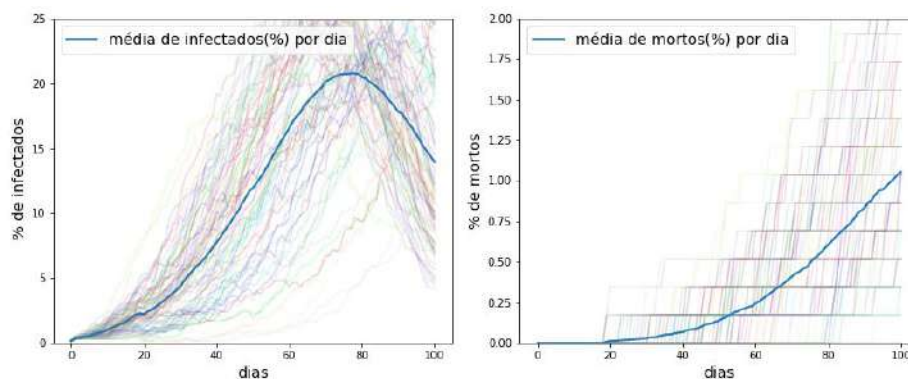 25
20
15
10
5
0
% de infectados
média de infectados(%) por dia
0 20 40 60 80 100
dias
2.00
1.75
1.50
1.25
1.00
0.75
0.50
0.25
0.00
% de mortos
média de mortos(%) por dia
0 20 40 60 80 100
dias